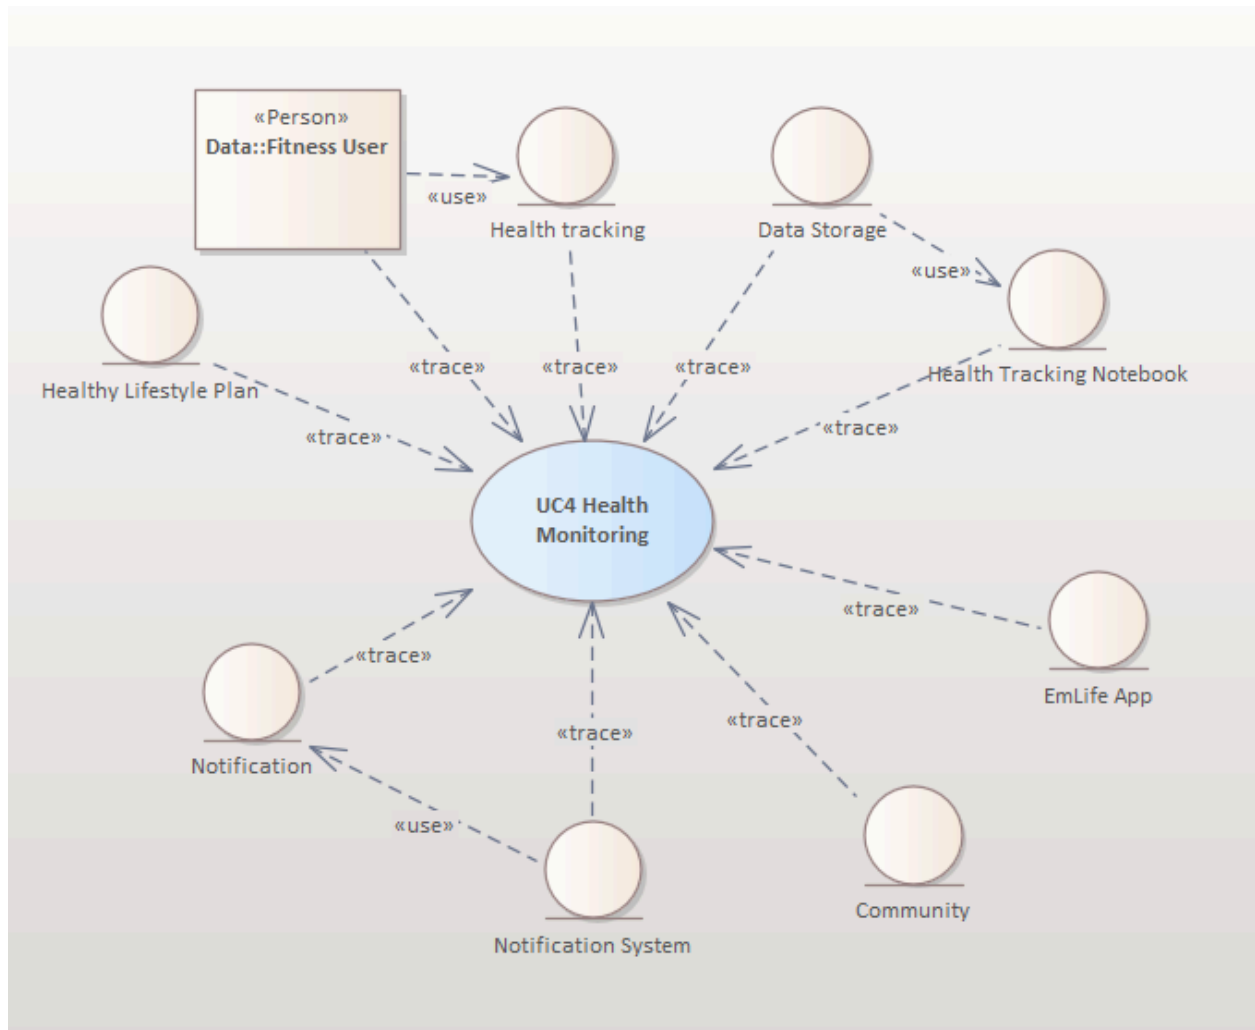 «Person»
Data::Fitness User
«use»
Health tracking
Data Storage
«use»
Healthy Lifestyle Plan
«trace»
«trace»
«trace»
Health Tracking Notebook
«trace»
«trace»
UC4 Health
Monitoring
«trace»
«trace»
EmLife App
«trace»
«trace»
Notification
«use»
Community
Notification System